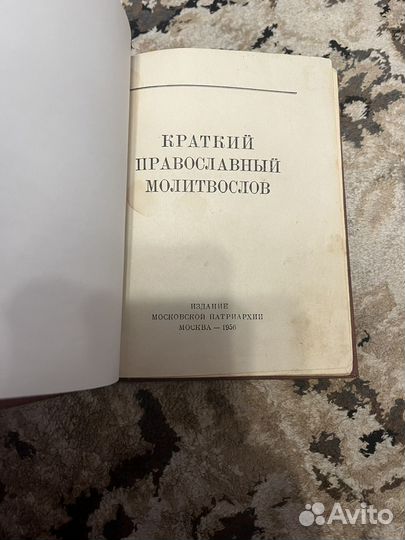 КРАТКИЙ
ПРАВОСЛАВНЫЙ
МОЛИТВОСЛОВ
ИЗДАНИЕ
МОСКОВСКОЙ ПАТРИАРХИИ
МОСКВА — 1956
Avito